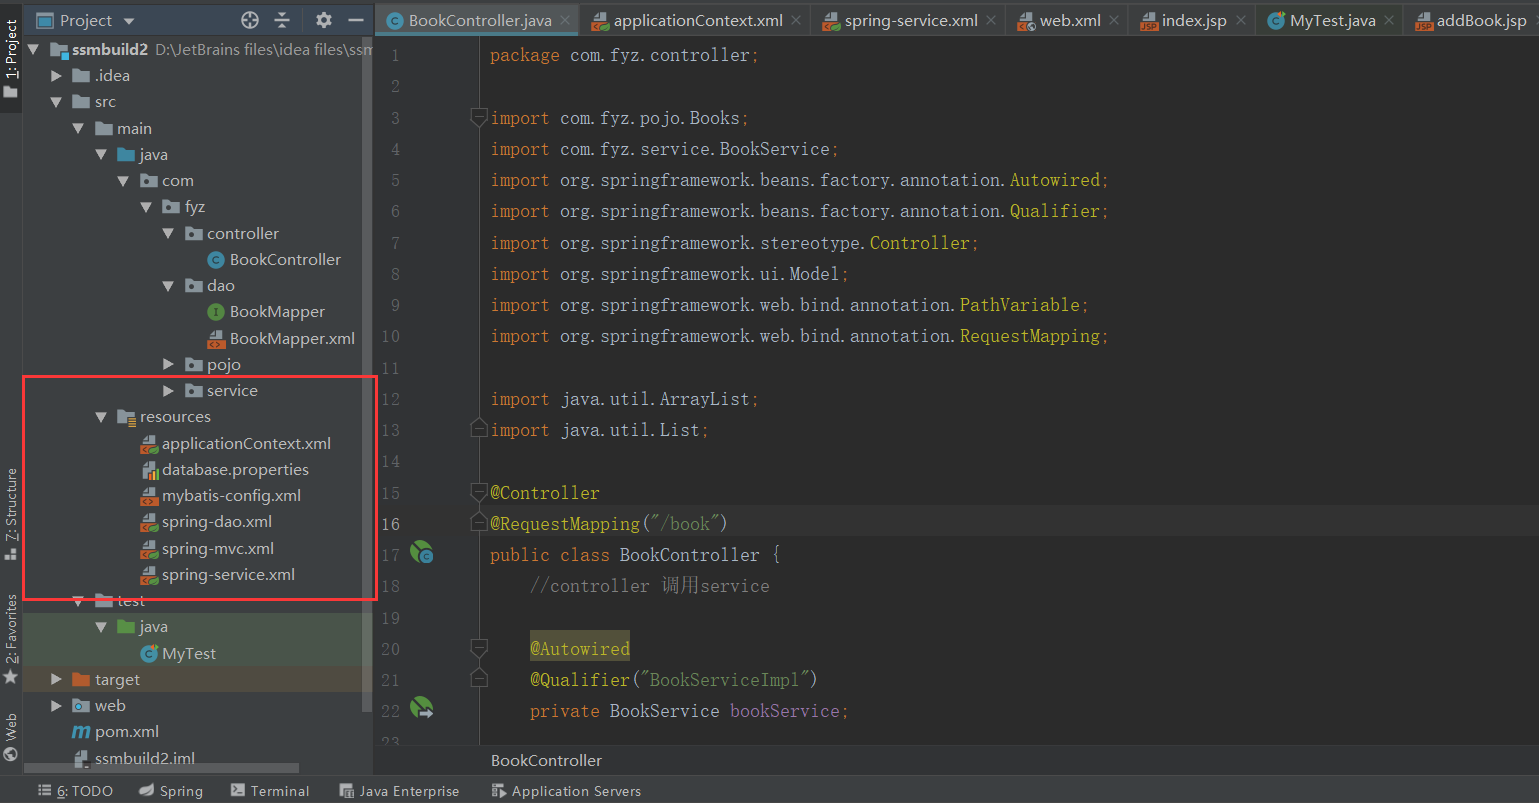 Project
BookController.java
applicationContext.xml
spring-service.xml
web.xml
index.jsp
MyTest.java
addBook.jsp
1: Project
Z: Structure
2: Favorites
Web
ssmbuild2 D:\JetBrains files\idea files\ssm
.idea
src
main
java
com
fyz
controller
BookController
dao
BookMapper
BookMapper.xml
pojo
service
resources
applicationContext.xml
database.properties
mybatis-config.xml
spring-dao.xml
spring-mvc.xml
spring-service.xml
test
java
MyTest
target
web
pom.xml
ssmbuild2.iml
1 package com.fyz.controller;
2
3 import com.fyz.pojo.Books;
4 import com.fyz.service.BookService;
5 import org.springframework.beans.factory.annotation.Autowired;
6 import org.springframework.beans.factory.annotation.Qualifier;
7 import org.springframework.stereotype.Controller;
8 import org.springframework.ui.Model;
9 import org.springframework.web.bind.annotation.PathVariable;
10 import org.springframework.web.bind.annotation.RequestMapping;
11
12 import java.util.ArrayList;
13 import java.util.List;
14
15 @Controller
16 @RequestMapping("/book")
17 public class BookController {
18 //controller 调用service
19
20 @Autowired
21 @Qualifier("BookServiceImpl")
22 private BookService bookService;
23
BookController
6: TODO
Spring
Terminal
Java Enterprise
Application Servers